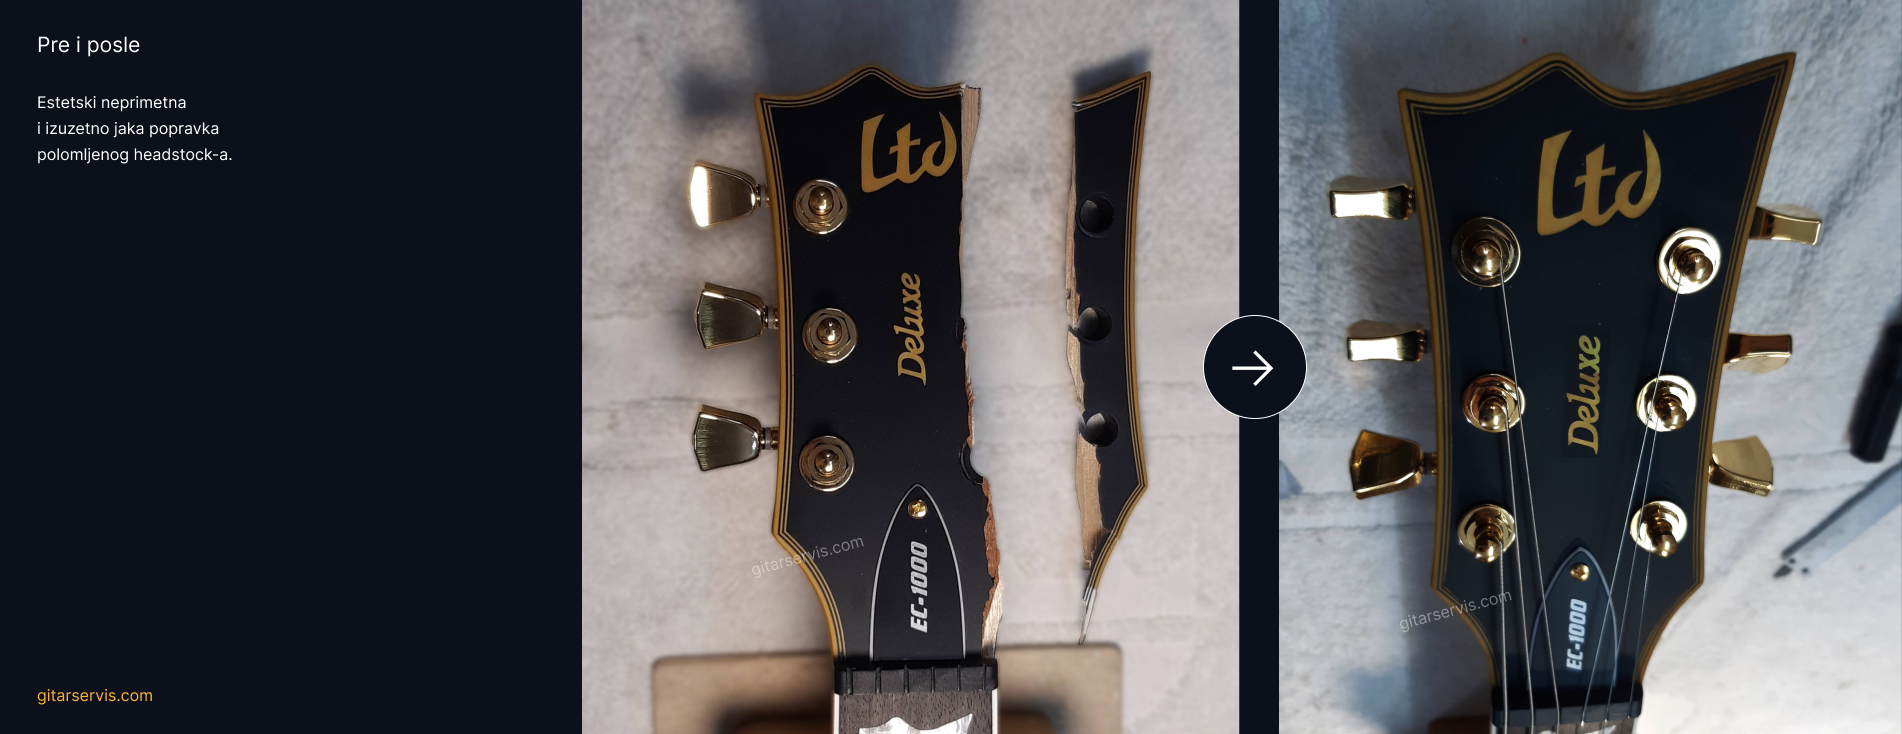 Pre i posle
Estetski neprimetna
i izuzetno jaka popravka
polomljenog headstock-a.
gitarservis.com
Ltd
Deluxe
EC-1000
gitarservis.com
Ltd
Deluxe
EC-1000
gitarservis.com